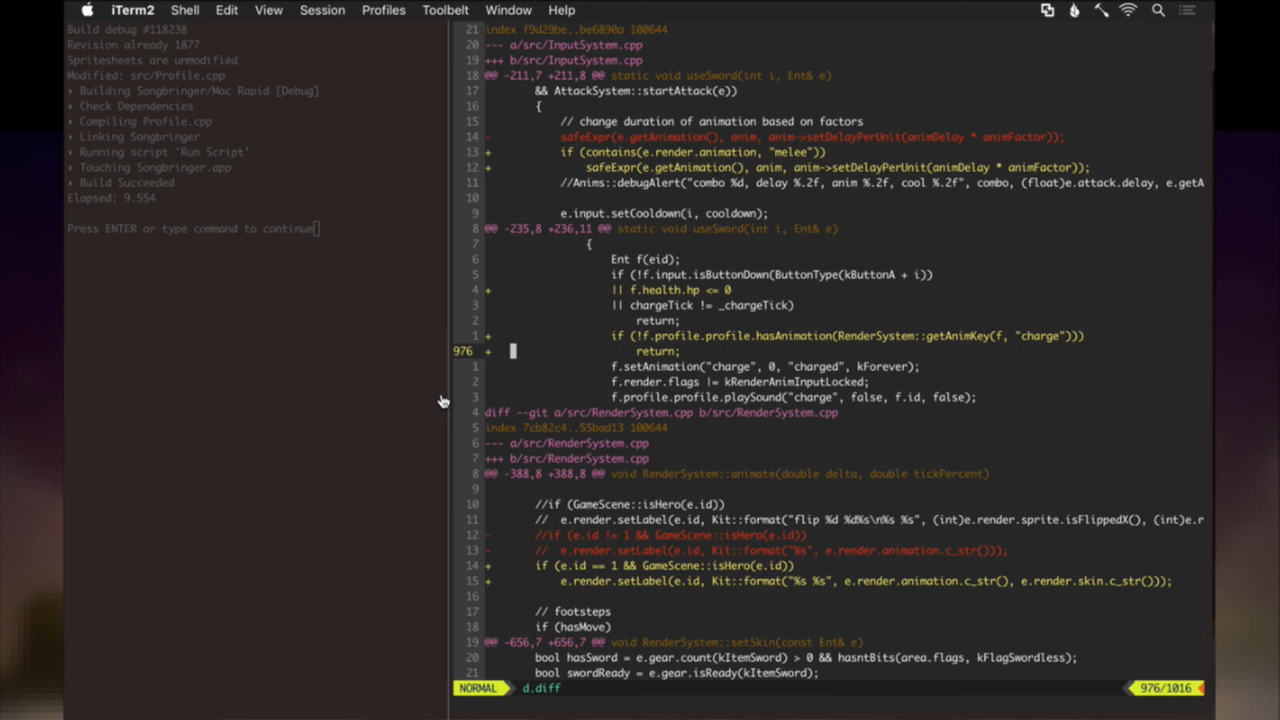 iTerm2 Shell Edit View Session Profiles Toolbelt Window Help
Build debug #118238
Revision already 1877
Spritesheets are unmodified
Modified: src/Profile.cpp
▸ Building Songbringer/Mac Rapid [Debug]
▸ Check Dependencies
▸ Compiling Profile.cpp
▸ Linking Songbringer
▸ Running script 'Run Script'
▸ Touching Songbringer.app
▸ Build Succeeded
Elapsed: 9.554
Press ENTER or type command to continue
21 index f9d29be..be6890a 100644
20 --- a/src/InputSystem.cpp
19 +++ b/src/InputSystem.cpp
18 @@ -211,7 +211,8 @@ static void useSword(int i, Ent& e)
17 && AttackSystem::startAttack(e))
16 {
15 // change duration of animation based on factors
14 - safeExpr(e.getAnimation(), anim, anim->setDelayPerUnit(animDelay * animFactor));
13 + if (contains(e.render.animation, "melee"))
12 + safeExpr(e.getAnimation(), anim, anim->setDelayPerUnit(animDelay * animFactor));
11 //Anims::debugAlert("combo %d, delay %.2f, anim %.2f, cool %.2f", combo, (float)e.attack.delay, e.getA
10
9 e.input.setCooldown(i, cooldown);
8 @@ -235,8 +236,11 @@ static void useSword(int i, Ent& e)
7 {
6 Ent f(eid);
5 if (!f.input.isButtonDown(ButtonType(kButtonA + i))
4 + || f.health.hp <= 0
3 || chargeTick != _chargeTick)
2 return;
1 + if (!f.profile.profile.hasAnimation(RenderSystem::getAnimKey(f, "charge")))
976 + return;
1 f.setAnimation("charge", 0, "charged", kForever);
2 f.render.flags |= kRenderAnimInputLocked;
3 f.profile.profile.playSound("charge", false, f.id, false);
4 diff --git a/src/RenderSystem.cpp b/src/RenderSystem.cpp
5 index 7cb82c4..55bad13 100644
6 --- a/src/RenderSystem.cpp
7 +++ b/src/RenderSystem.cpp
8 @@ -388,8 +388,8 @@ void RenderSystem::animate(double delta, double tickPercent)
9
10 //if (GameScene::isHero(e.id))
11 // e.render.setLabel(e.id, Kit::format("flip %d %d%s\n%s %s", (int)e.render.sprite.isFlippedX(), (int)e.r
12 - //if (e.id != 1 && GameScene::isHero(e.id))
13 - // e.render.setLabel(e.id, Kit::format("%s", e.render.animation.c_str()));
14 + if (e.id == 1 && GameScene::isHero(e.id))
15 + e.render.setLabel(e.id, Kit::format("%s %s", e.render.animation.c_str(), e.render.skin.c_str()));
16
17 // footsteps
18 if (hasMove)
19 @@ -656,7 +656,7 @@ void RenderSystem::setSkin(const Ent& e)
20 bool hasSword = e.gear.count(kItemSword) > 0 && hasntBits(area.flags, kFlagSwordless);
21 bool swordReady = e.gear.isReady(kItemSword);
NORMAL d.diff 976/1016